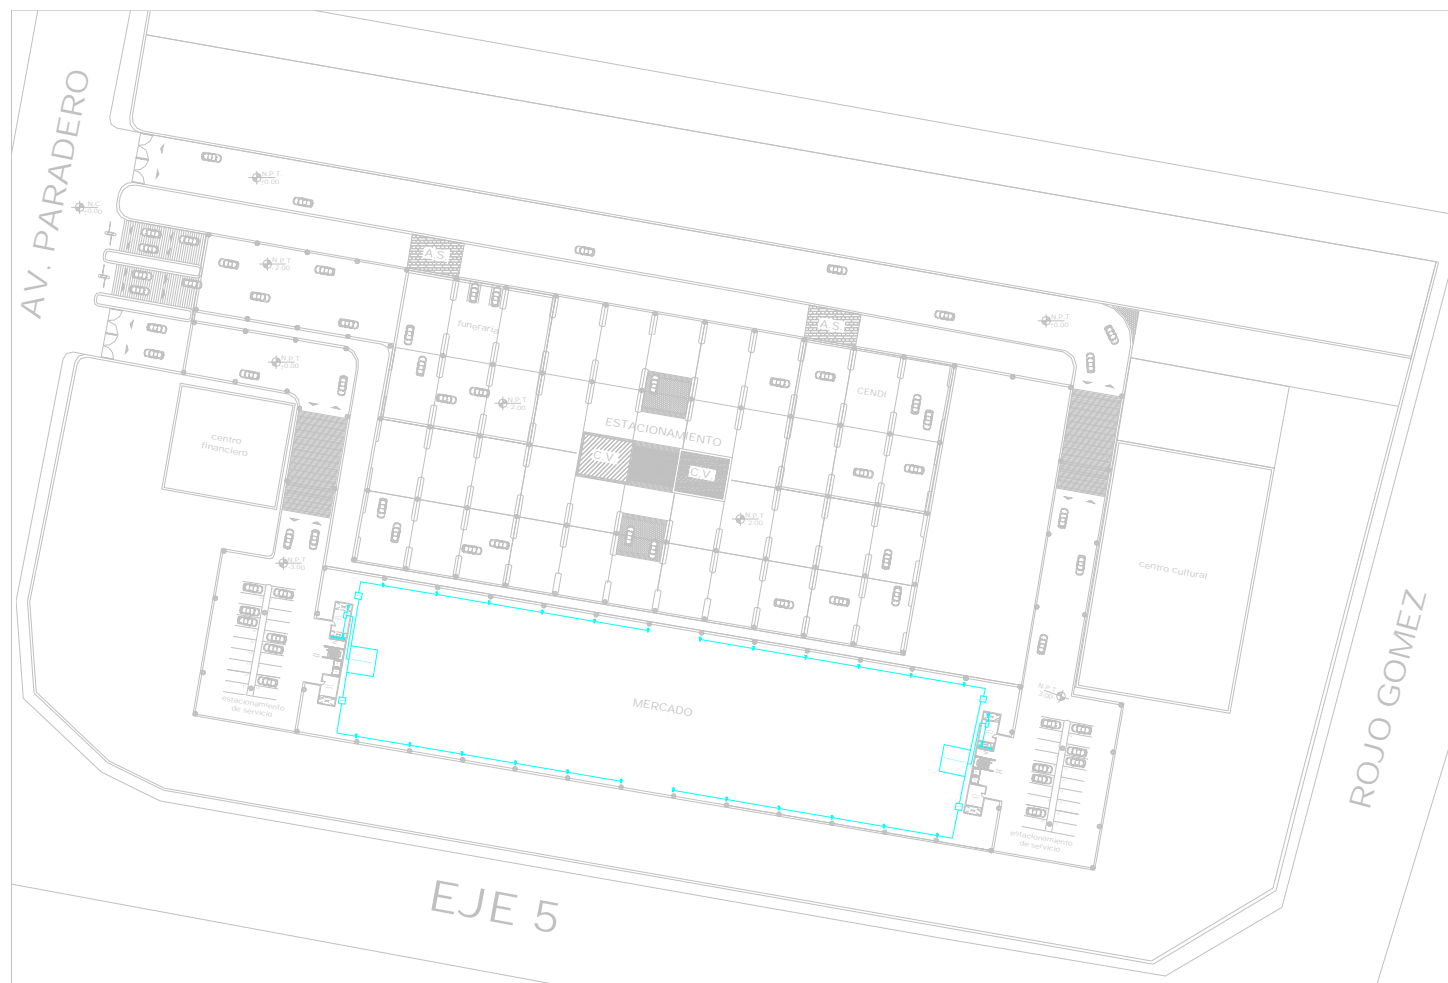 AV. PARADERO
N.P.T.
N.C.
A.S.
N.P.T.
funeraria
A.S.
N.P.T.
N.P.T.
CENDI
N.P.T.
ESTACIONAMIENTO
centro
financiero
C.V.
C.V.
N.P.T.
N.P.T.
centro cultural
estacionamiento
de servicio
MERCADO
N.P.T.
ROJO GOMEZ
estacionamiento
de servicio
EJE 5